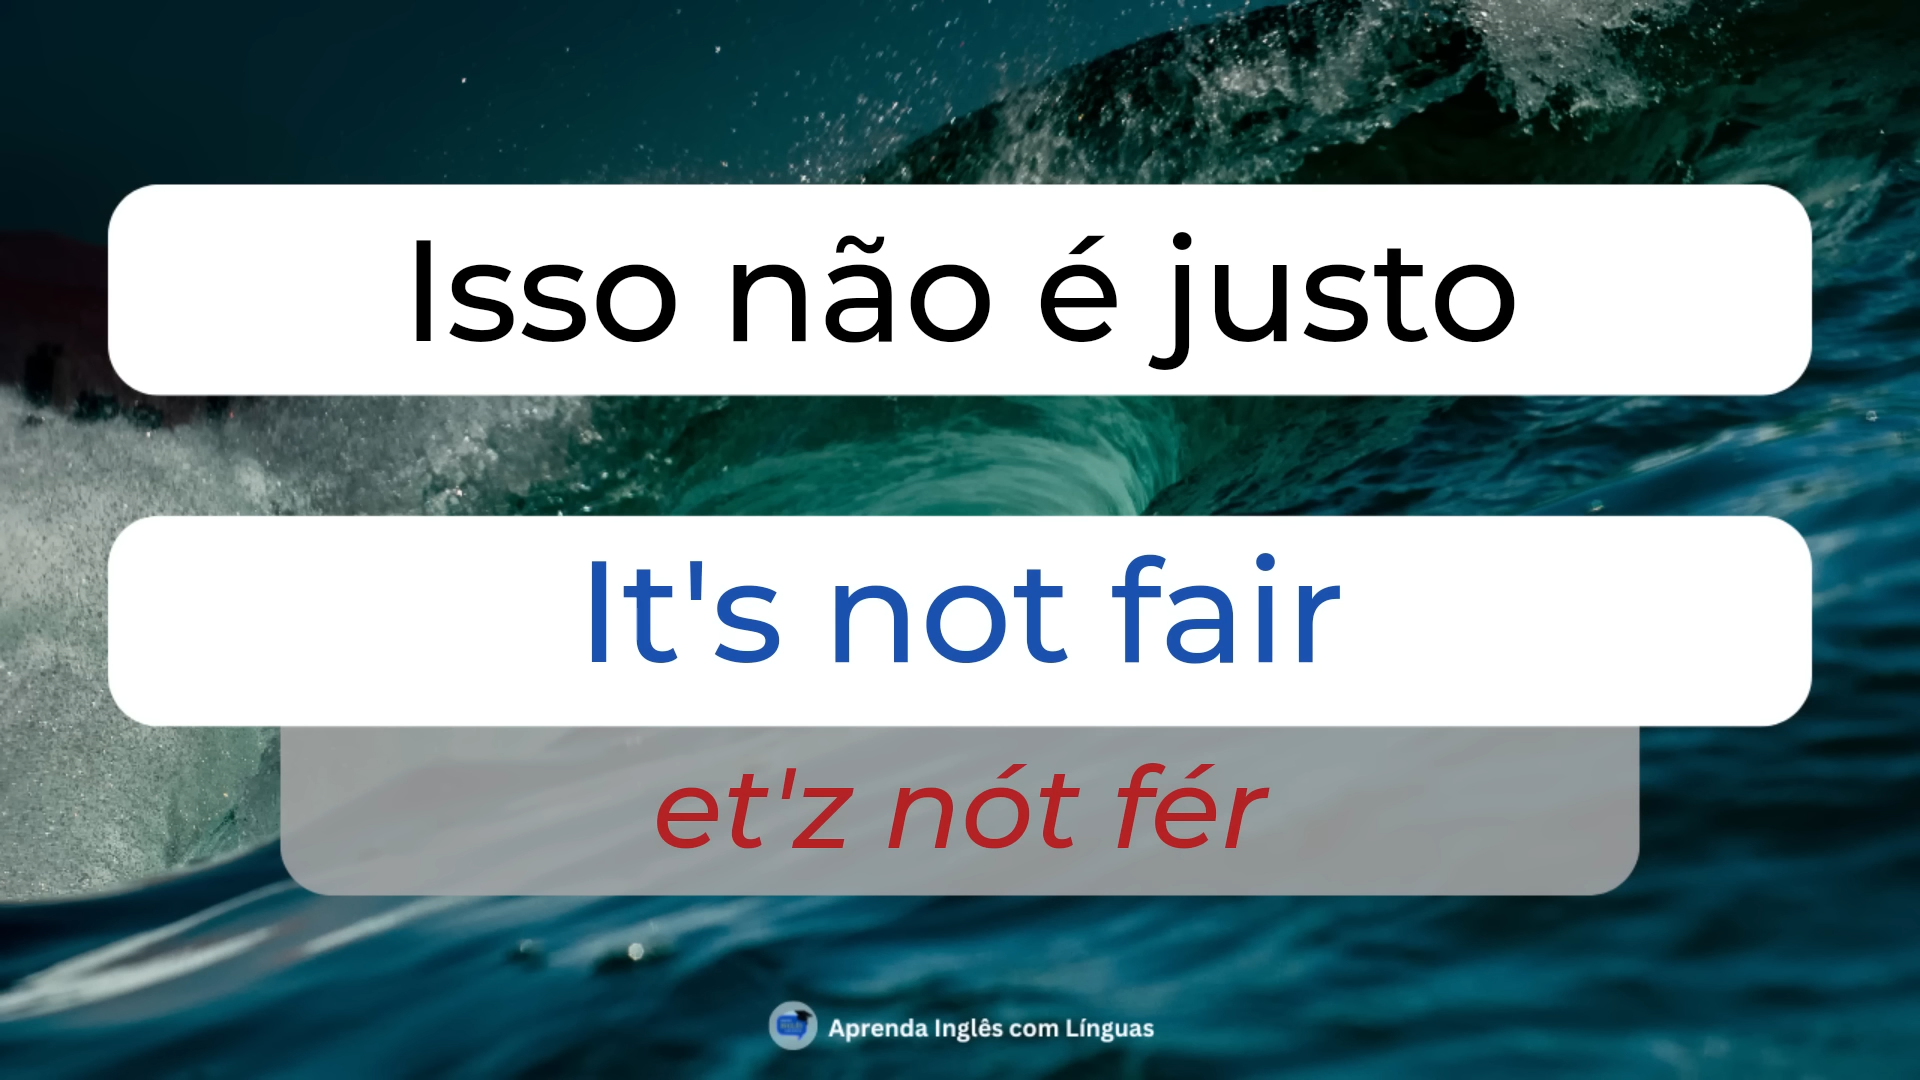 Isso não é justo
It's not fair
et'z nót fér
Aprenda Inglês com Línguas